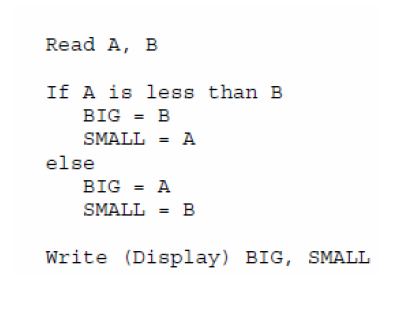 Read A, B
If A is less than B
BIG = B
SMALL = A
else
BIG = A
SMALL = B
Write (Display) BIG, SMALL